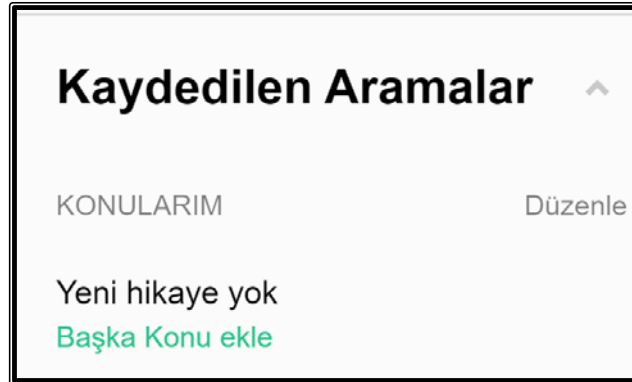 Kaydedilen Aramalar
KONULARIM Düzenle
Yeni hikaye yok
Başka Konu ekle